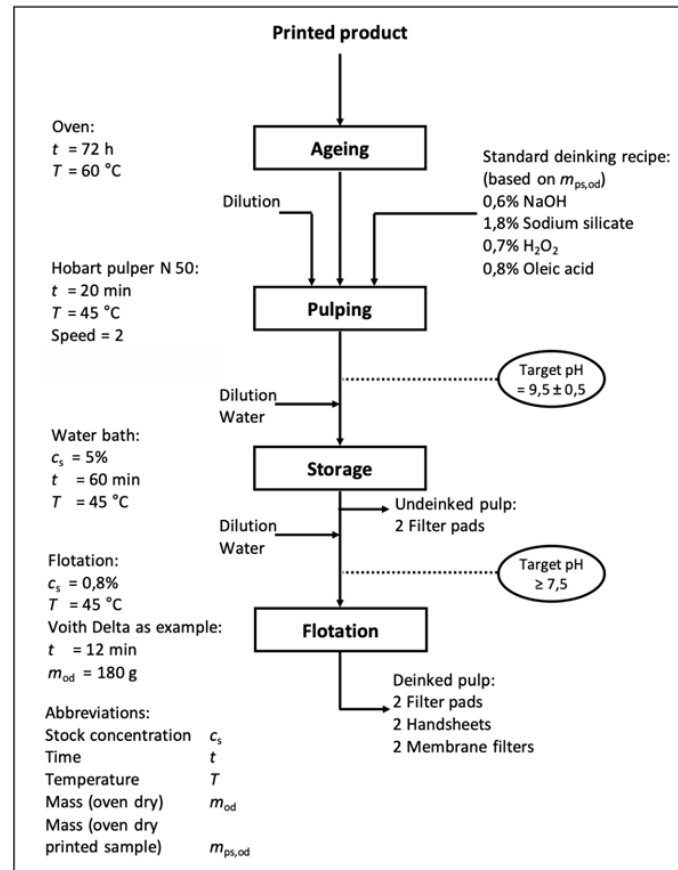 Printed product
Oven:
t = 72 h
T = 60 °C
Ageing
Standard deinking recipe:
(based on mps,od)
0,6% NaOH
1,8% Sodium silicate
0,7% H₂O₂
0,8% Oleic acid
Dilution
Hobart pulper N 50:
t = 20 min
T = 45 °C
Speed = 2
Pulping
Target pH
= 9,5 ± 0,5
Dilution
Water
Water bath:
cs = 5%
t = 60 min
T = 45 °C
Storage
Undeinked pulp:
2 Filter pads
Dilution
Water
Target pH
≥ 7,5
Flotation:
cs = 0,8%
T = 45 °C
Voith Delta as example:
t = 12 min
mod = 180 g
Flotation
Deinked pulp:
2 Filter pads
2 Handsheets
2 Membrane filters
Abbreviations:
Stock concentration cs
Time t
Temperature T
Mass (oven dry) mod
Mass (oven dry
printed sample) mps,od